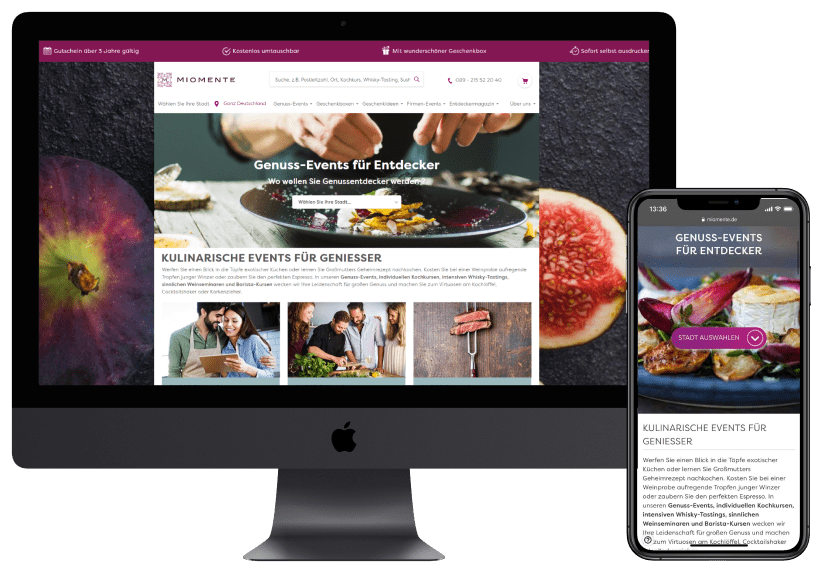 Gutschein über 3 Jahre gültig
Kostenlos umtauschbar
Mit wunderschöner Geschenkbox
Sofort selbst ausdrucken
MIOMENTE
Suche, z.B. Postleitzahl, Ort, Kochkurs, Whisky-Tasting, Sush
089 - 215 52 20 40
Wählen Sie Ihre Stadt
Ganz Deutschland
Genuss-Events
Geschenkboxen
Geschenkideen
Firmen-Events
Entdeckermagazin
Über uns
Genuss-Events für Entdecker
Wo wollen Sie Genussentdecker werden?
Wählen Sie Ihre Stadt...
KULINARISCHE EVENTS FÜR GENIESSER
Werfen Sie einen Blick in die Töpfe exotischer Küchen oder lernen Sie Großmutters Geheimrezept nachkochen. Kosten Sie bei einer Weinprobe aufregende
Tropfen junger Winzer oder zaubern Sie den perfekten Espresso. In unseren Genuss-Events, individuellen Kochkursen, intensiven Whisky-Tastings,
sinnlichen Weinseminaren und Barista-Kursen wecken wir Ihre Leidenschaft für großen Genuss und machen Sie zum Virtuosen am Kochlöffel,
Cocktailshaker oder Korkenzieher.
13:36
miomente.de
GENUSS-EVENTS
FÜR ENTDECKER
STADT AUSWÄHLEN
KULINARISCHE EVENTS FÜR
GENIESSER
Werfen Sie einen Blick in die Töpfe exotischer
Küchen oder lernen Sie Großmutters
Geheimrezept nachkochen. Kosten Sie bei einer
Weinprobe aufregende Tropfen junger Winzer
oder zaubern Sie den perfekten Espresso. In
unseren Genuss-Events, individuellen Kochkursen,
intensiven Whisky-Tastings, sinnlichen
Weinseminaren und Barista-Kursen wecken wir
Ihre Leidenschaft für großen Genuss und machen
zum Virtuosen am Kochlöffel, Cocktailshaker